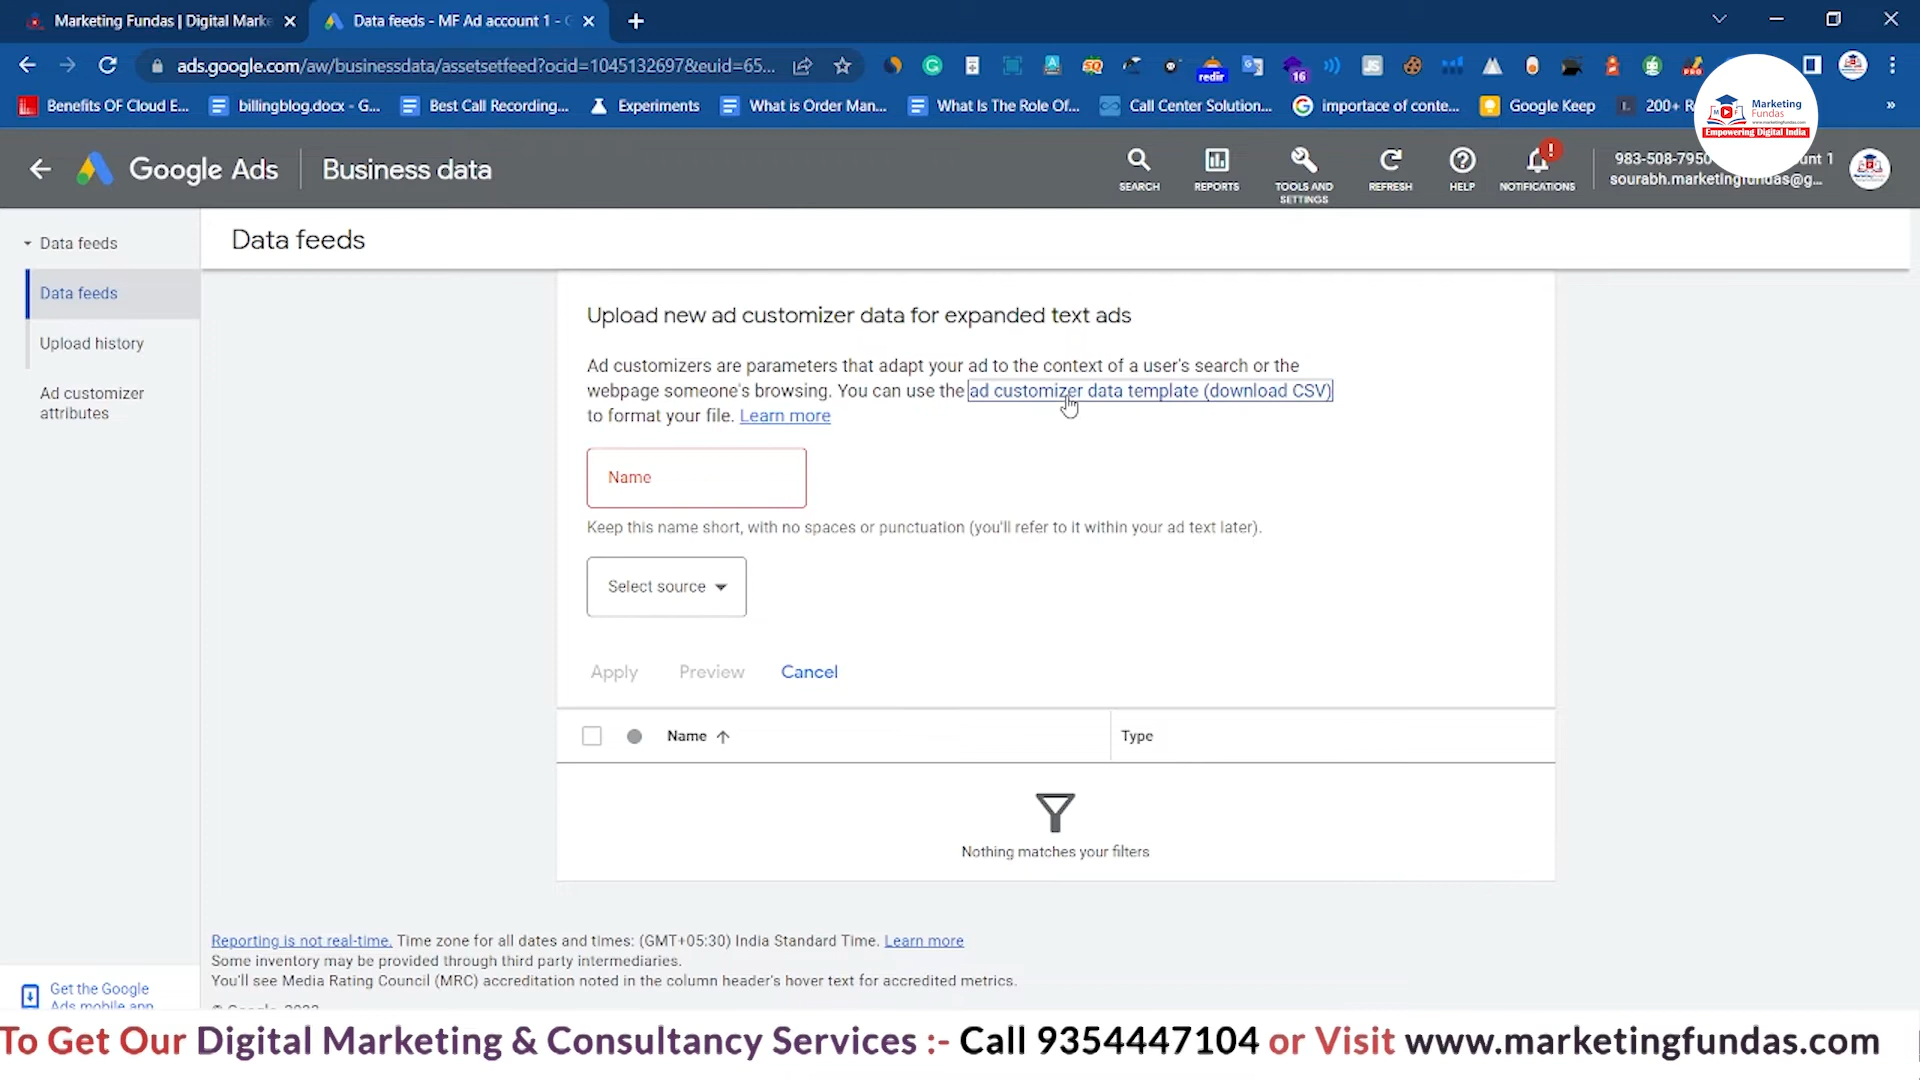 Marketing Fundas | Digital Marke
Data feeds - MF Ad account 1 - G
ads.google.com/aw/businessdata/assetsetfeed?ocid=1045132697&euid=65...
redir
16
Benefits OF Cloud E...
billingblog.docx - G...
Best Call Recording...
Experiments
What is Order Man...
What Is The Role Of...
Call Center Solution...
importace of conte...
Google Keep
200+ R
»
Marketing
Fundas
www.marketingfundas.com
Empowering Digital India
Google Ads
Business data
SEARCH
REPORTS
TOOLS AND
SETTINGS
REFRESH
HELP
NOTIFICATIONS
983-508-7950
unt 1
sourabh.marketingfundas@g...
Data feeds
Data feeds
Upload history
Ad customizer
attributes
Data feeds
Upload new ad customizer data for expanded text ads
Ad customizers are parameters that adapt your ad to the context of a user's search or the
webpage someone's browsing. You can use the ad customizer data template (download CSV)
to format your file. Learn more
Name
Keep this name short, with no spaces or punctuation (you'll refer to it within your ad text later).
Select source
Apply
Preview
Cancel
Name
Type
Nothing matches your filters
Reporting is not real-time. Time zone for all dates and times: (GMT+05:30) India Standard Time. Learn more
Some inventory may be provided through third party intermediaries.
You'll see Media Rating Council (MRC) accreditation noted in the column header's hover text for accredited metrics.
Get the Google
Ads mobile app
To Get Our Digital Marketing & Consultancy Services :- Call 9354447104 or Visit www.marketingfundas.com